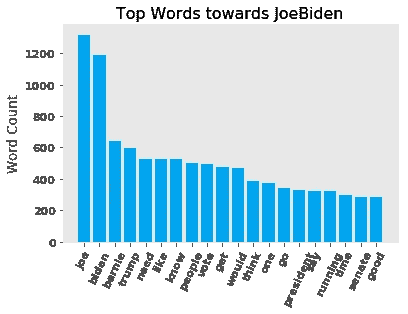 Top Words towards JoeBiden
Word Count
1200
1000
800
600
400
200
0
joe
biden
bernie
trump
need
like
know
people
vote
get
would
think
one
go
president
say
running
time
senate
good